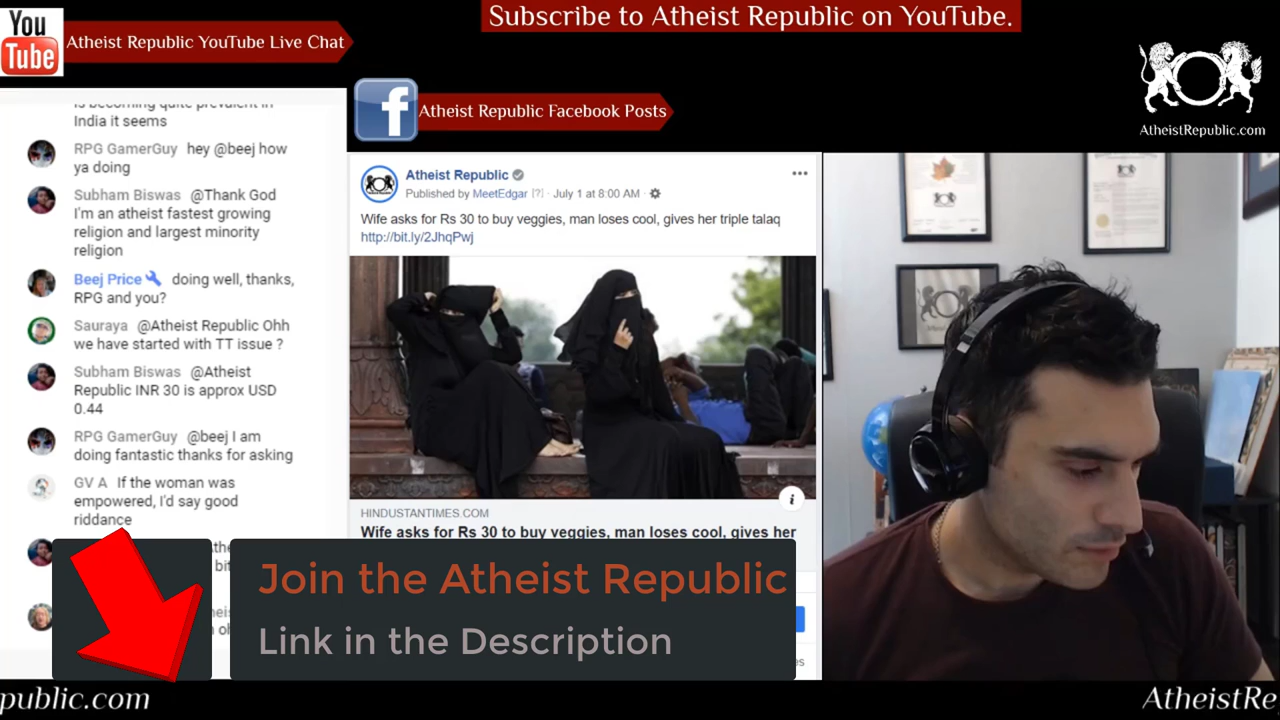 Subscribe to Atheist Republic on YouTube.
You
Tube
Atheist Republic YouTube Live Chat
AtheistRepublic.com
f
Atheist Republic Facebook Posts
is becoming quite prevalent in
India it seems
RPG GamerGuy hey @beej how
ya doing
Subham Biswas @Thank God
I'm an atheist fastest growing
religion and largest minority
religion
Beej Price doing well, thanks,
RPG and you?
Sauraya @Atheist Republic Ohh
we have started with TT issue ?
Subham Biswas @Atheist
Republic INR 30 is approx USD
0.44
RPG GamerGuy @beej I am
doing fantastic thanks for asking
GV A If the woman was
empowered, I'd say good
riddance
Atheist Republic
Published by MeetEdgar [?] · July 1 at 8:00 AM ·
Wife asks for Rs 30 to buy veggies, man loses cool, gives her triple talaq
http://bit.ly/2JhqPwj
i
HINDUSTANTIMES.COM
Wife asks for Rs 30 to buy veggies, man loses cool, gives her
Join the Atheist Republic
Link in the Description
public.com
AtheistRe